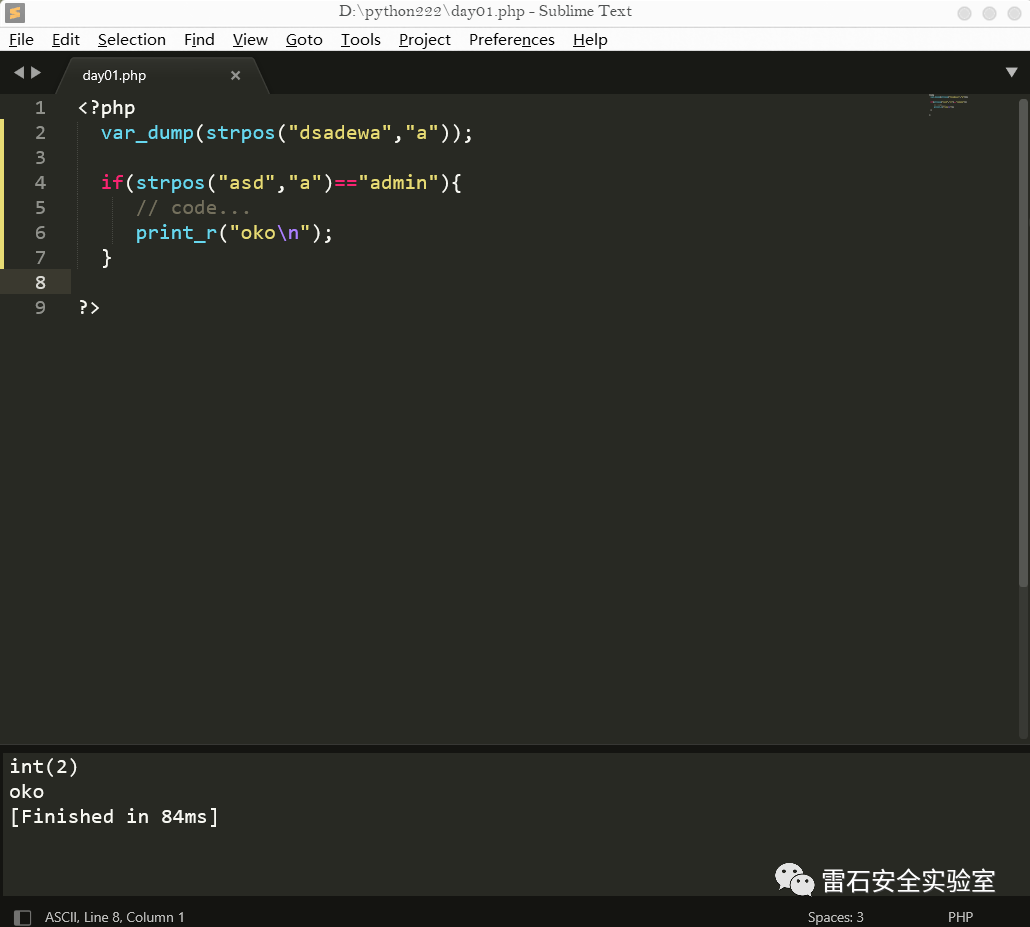 D:\python222\day01.php - Sublime Text
File Edit Selection Find View Goto Tools Project Preferences Help
day01.php ×
1 <?php
2   var_dump(strpos("dsadewa","a"));
3
4   if(strpos("asd","a")=="admin"){
5      // code...
6      print_r("oko\n");
7   }
8
9 ?>
int(2)
oko
[Finished in 84ms]
雷石安全实验室
ASCII, Line 8, Column 1 Spaces: 3 PHP